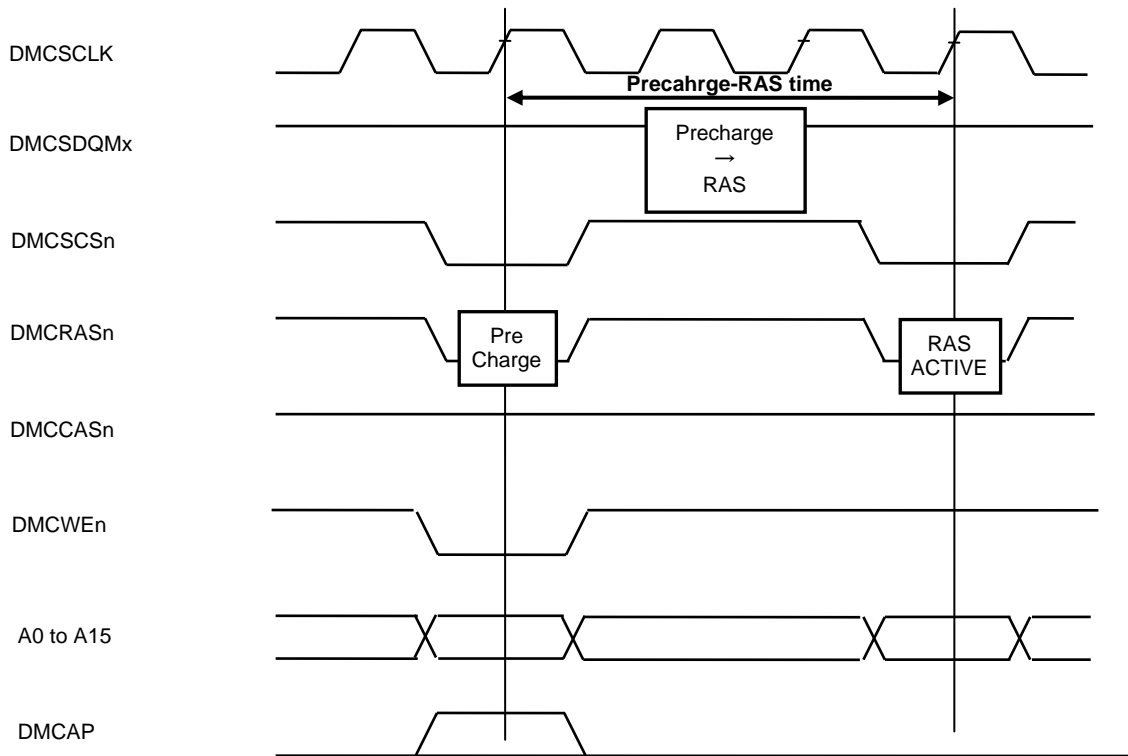 DMCSCLK
Precahrge-RAS time
DMCSDQMx
Precharge
→
RAS
DMCSCSn
DMCRASn
Pre
Charge
RAS
ACTIVE
DMCCASn
DMCWEn
A0 to A15
DMCAP